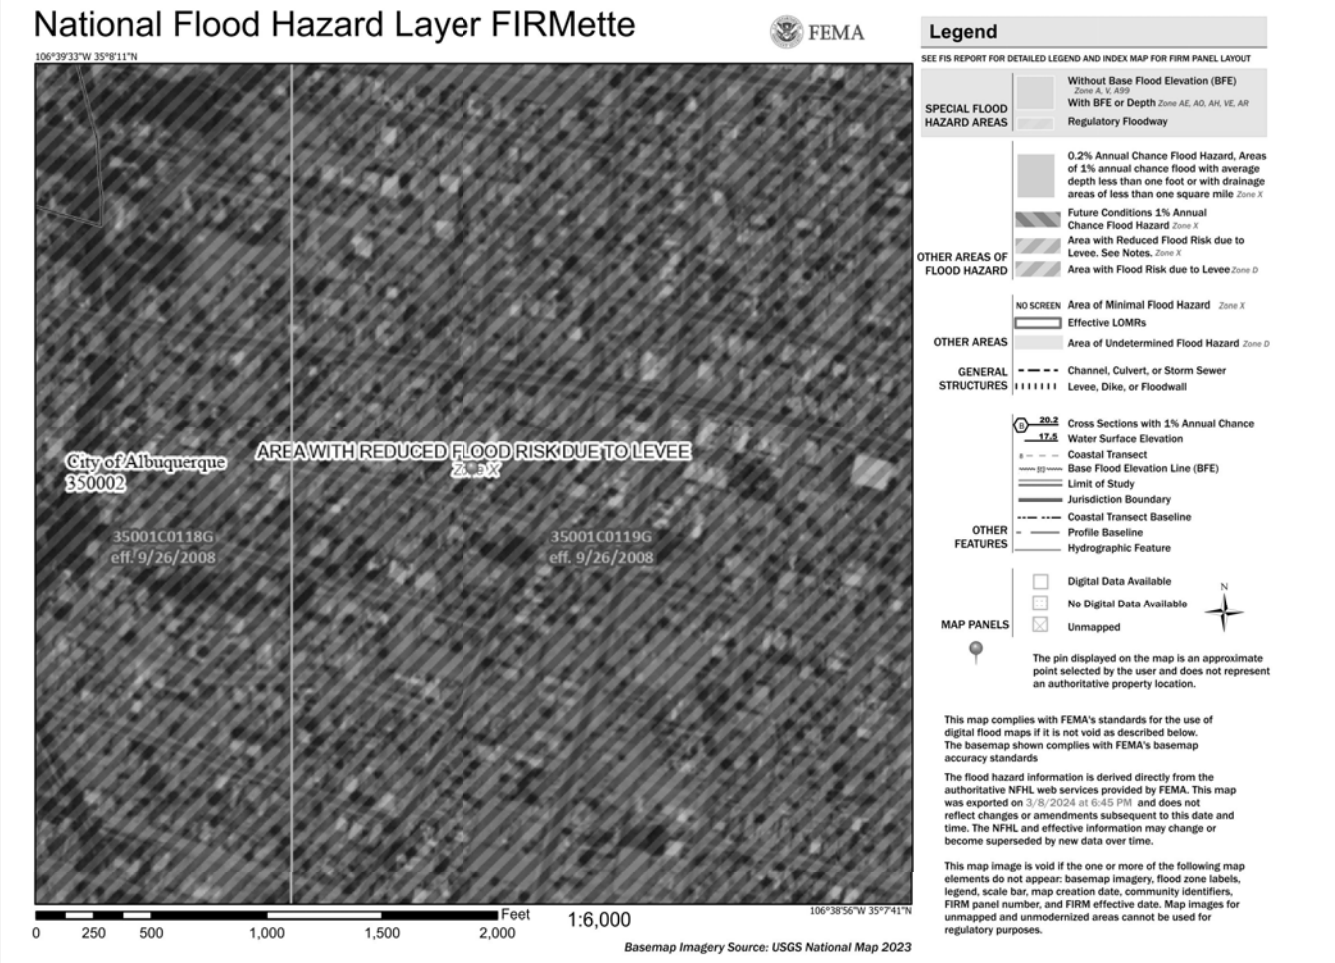 National Flood Hazard Layer FIRMette
FEMA
106°39'33"W 35°8'11"N
City of Albuquerque
350002
AREA WITH REDUCED FLOOD RISK DUE TO LEVEE
Zone X
35001C0118G
eff. 9/26/2008
35001C0119G
eff. 9/26/2008
106°38'56"W 35°7'41"N
Feet
1:6,000
0 250 500 1,000 1,500 2,000
Basemap Imagery Source: USGS National Map 2023
Legend
SEE FIS REPORT FOR DETAILED LEGEND AND INDEX MAP FOR FIRM PANEL LAYOUT
SPECIAL FLOOD
HAZARD AREAS
Without Base Flood Elevation (BFE)
Zone A, V, A99
With BFE or Depth Zone AE, AO, AH, VE, AR
Regulatory Floodway
OTHER AREAS OF
FLOOD HAZARD
0.2% Annual Chance Flood Hazard, Areas
of 1% annual chance flood with average
depth less than one foot or with drainage
areas of less than one square mile Zone X
Future Conditions 1% Annual
Chance Flood Hazard Zone X
Area with Reduced Flood Risk due to
Levee. See Notes. Zone X
Area with Flood Risk due to Levee Zone D
OTHER AREAS
NO SCREEN Area of Minimal Flood Hazard Zone X
Effective LOMRs
Area of Undetermined Flood Hazard Zone D
GENERAL
STRUCTURES
Channel, Culvert, or Storm Sewer
Levee, Dike, or Floodwall
OTHER
FEATURES
B 20.2 Cross Sections with 1% Annual Chance
17.5 Water Surface Elevation
8 Coastal Transect
513 Base Flood Elevation Line (BFE)
Limit of Study
Jurisdiction Boundary
Coastal Transect Baseline
Profile Baseline
Hydrographic Feature
MAP PANELS
Digital Data Available
No Digital Data Available
Unmapped
N
The pin displayed on the map is an approximate
point selected by the user and does not represent
an authoritative property location.
This map complies with FEMA's standards for the use of
digital flood maps if it is not void as described below.
The basemap shown complies with FEMA's basemap
accuracy standards
The flood hazard information is derived directly from the
authoritative NFHL web services provided by FEMA. This map
was exported on 3/8/2024 at 6:45 PM and does not
reflect changes or amendments subsequent to this date and
time. The NFHL and effective information may change or
become superseded by new data over time.
This map image is void if the one or more of the following map
elements do not appear: basemap imagery, flood zone labels,
legend, scale bar, map creation date, community identifiers,
FIRM panel number, and FIRM effective date. Map images for
unmapped and unmodernized areas cannot be used for
regulatory purposes.